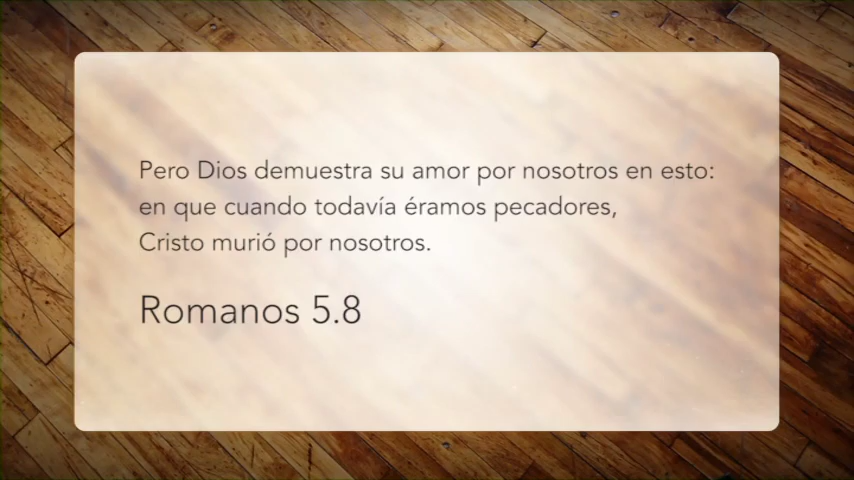 Pero Dios demuestra su amor por nosotros en esto:
en que cuando todavía éramos pecadores,
Cristo murió por nosotros.
Romanos 5.8